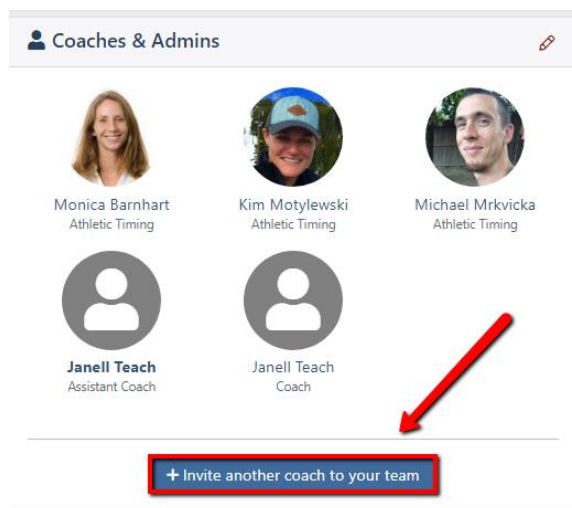 Coaches & Admins
Monica Barnhart
Athletic Timing
Kim Motylewski
Athletic Timing
Michael Mrkvicka
Athletic Timing
Janell Teach
Assistant Coach
Janell Teach
Coach
+ Invite another coach to your team